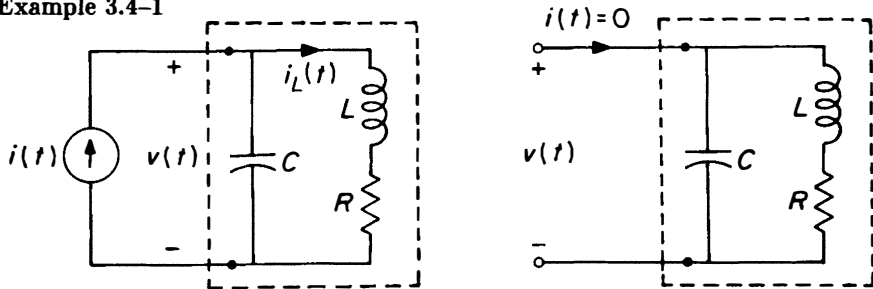 Example 3.4–1
i(t) = 0
+
i_L(t)
L
i(t)
v(t)
C
R
−
+
L
v(t)
C
R
−